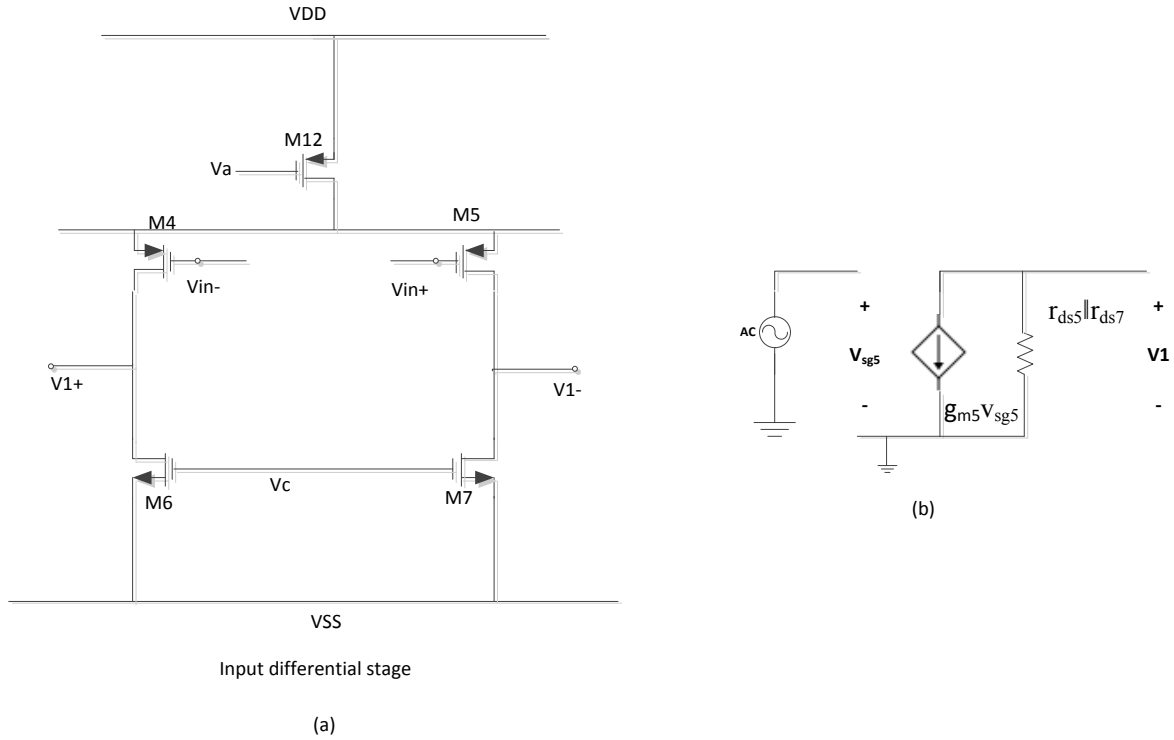 VDD
M12
Va
M4
M5
Vin-
Vin+
V1+
V1-
M6
Vc
M7
VSS
Input differential stage
(a)
AC
+
Vsg5
-
gm5vsg5
rds5||rds7
+
V1
-
(b)